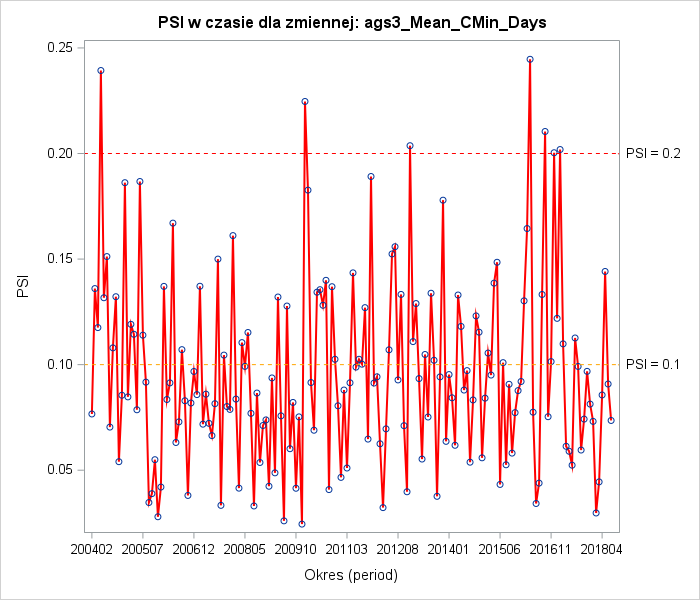 PSI w czasie dla zmiennej: ags3_Mean_CMin_Days
0.25
0.20
0.15
0.10
0.05
PSI
PSI = 0.2
PSI = 0.1
200402 200507 200612 200805 200910 201103 201208 201401 201506 201611 201804
Okres (period)